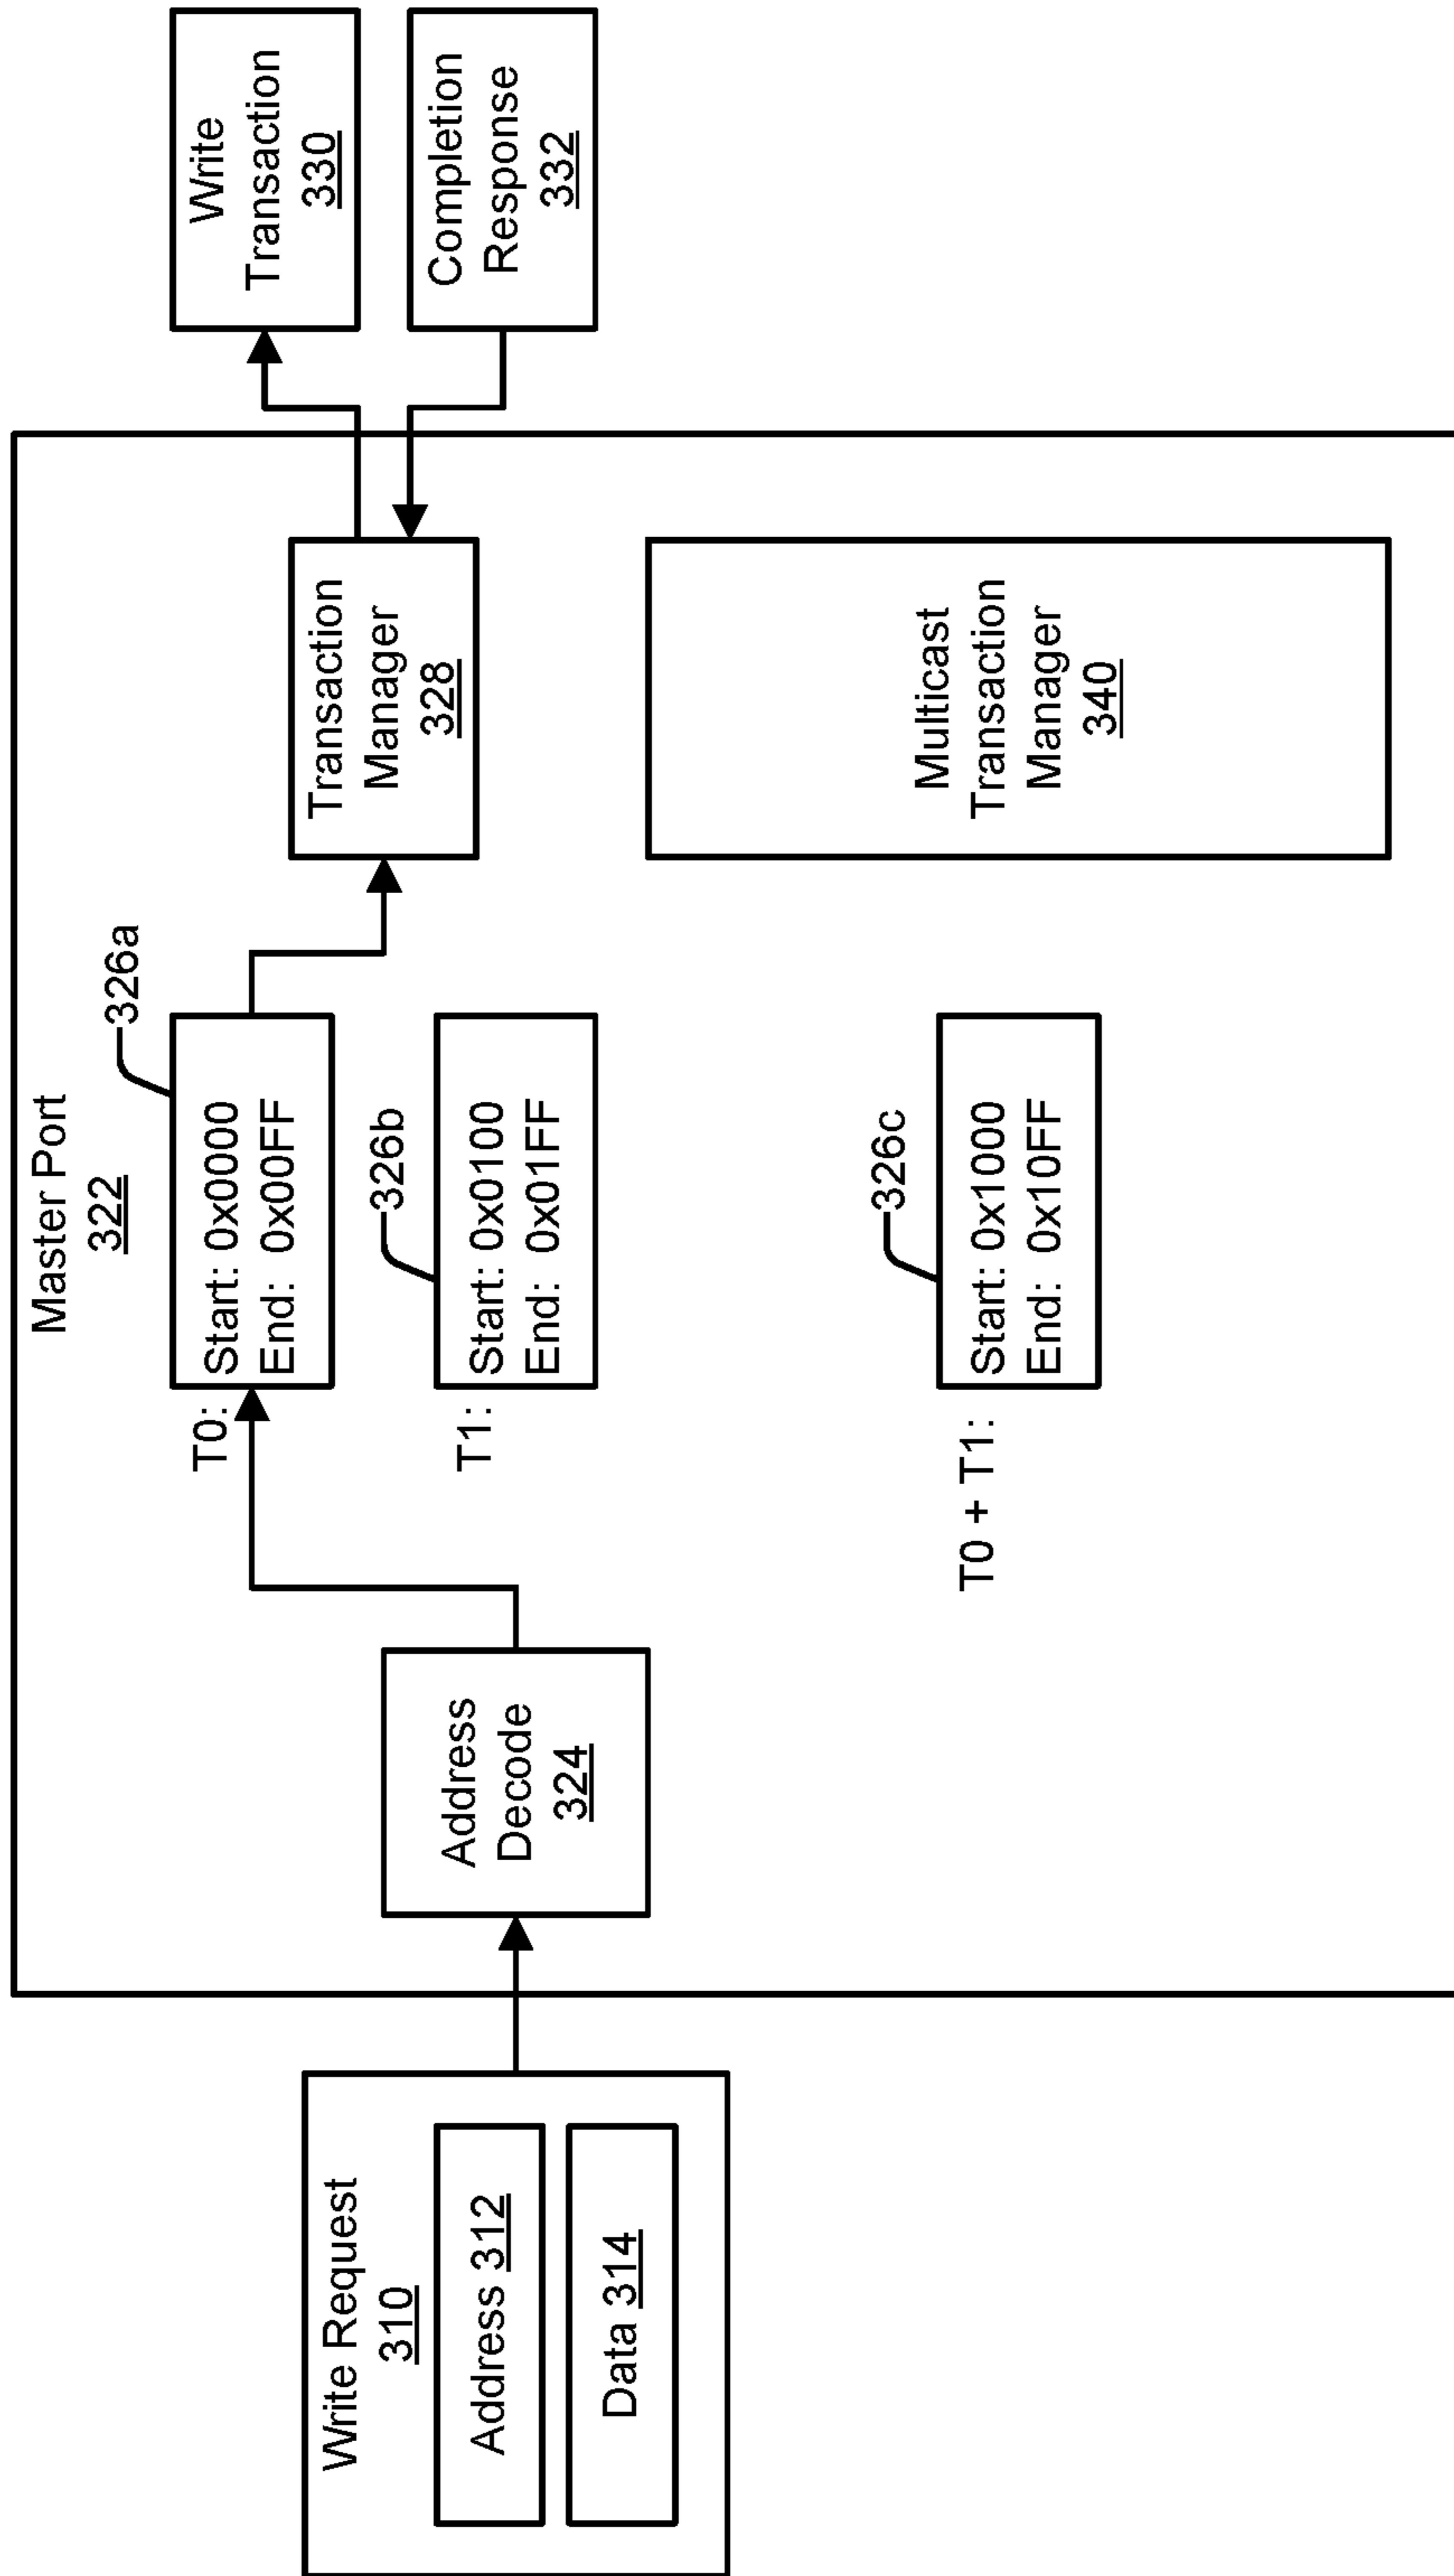 Write Request
310
Address 312
Data 314
Master Port
322
Address
Decode
324
T0:
Start: 0x0000
End: 0x00FF
326a
T1:
Start: 0x0100
End: 0x01FF
326b
T0 + T1:
Start: 0x1000
End: 0x10FF
326c
Transaction
Manager
328
Multicast
Transaction
Manager
340
Write
Transaction
330
Completion
Response
332